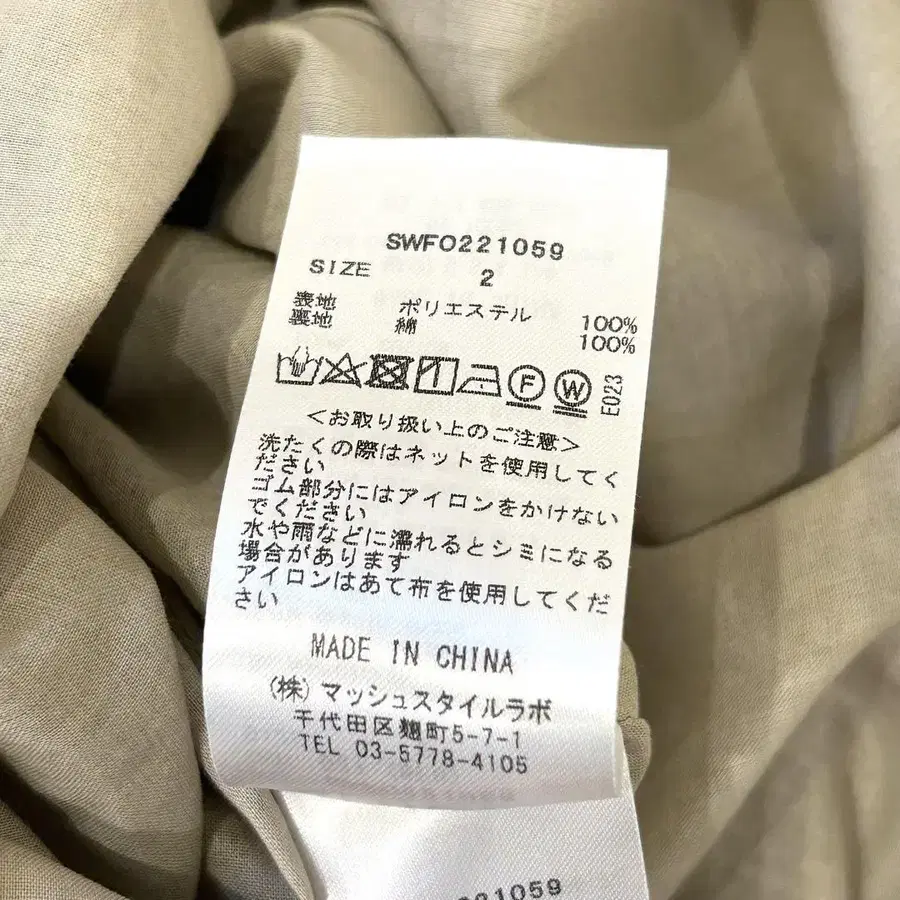 SWFO221059
SIZE 2
表地 ポリエステル 100%
裏地 綿 100%
E023
<お取り扱い上のご注意>
洗たくの際はネットを使用してく
ださい
ゴム部分にはアイロンをかけない
でください
水や雨などに濡れるとシミになる
場合があります
アイロンはあて布を使用してくだ
さい
MADE IN CHINA
(株)マッシュスタイルラボ
千代田区麹町5-7-1
TEL 03-5778-4105
221059